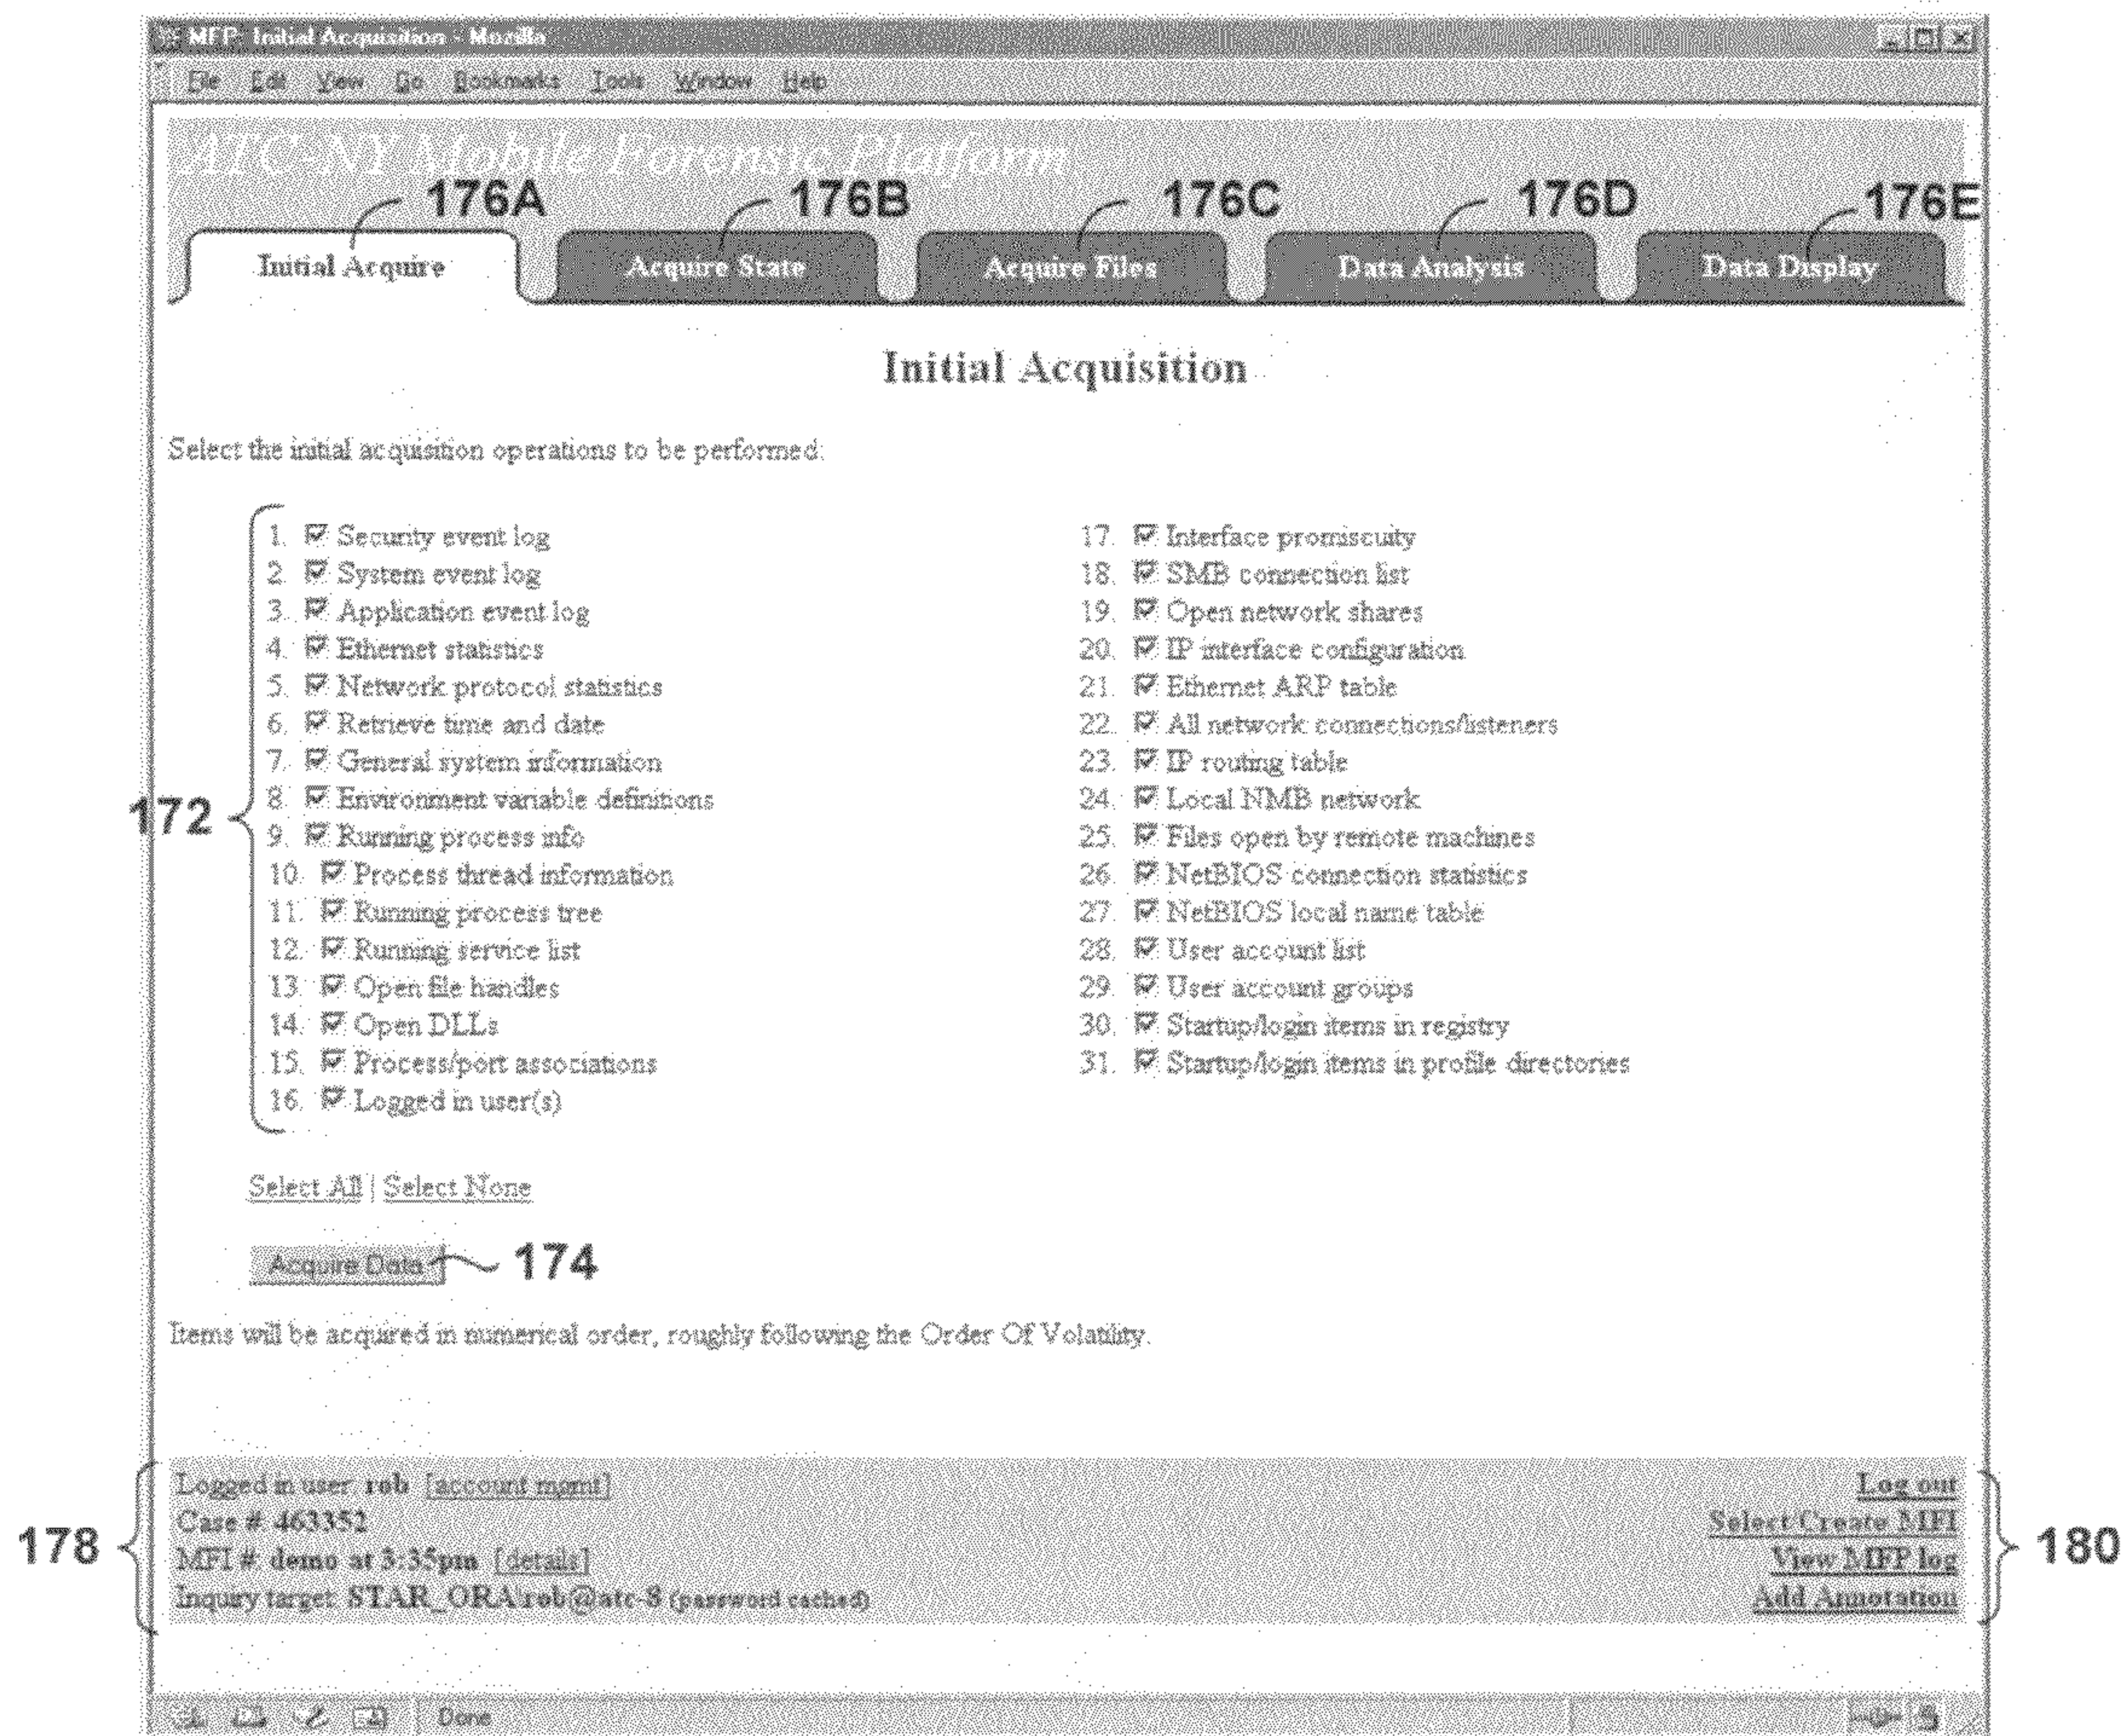 MFP: Initial Acquisition - Mozilla
File Edit View Go Bookmarks Tools Window Help
ATC-NY Mobile Forensic Platform
176A 176B 176C 176D 176E
Initial Acquire Acquire State Acquire Files Data Analysis Data Display
Initial Acquisition
Select the initial acquisition operations to be performed:
172
1. Security event log
2. System event log
3. Application event log
4. Ethernet statistics
5. Network protocol statistics
6. Retrieve time and date
7. General system information
8. Environment variable definitions
9. Running process info
10. Process thread information
11. Running process tree
12. Running service list
13. Open file handles
14. Open DLLs
15. Process/port associations
16. Logged in user(s)
17. Interface promiscuity
18. SMB connection list
19. Open network shares
20. IP interface configuration
21. Ethernet ARP table
22. All network connections/listeners
23. IP routing table
24. Local NMB network
25. Files open by remote machines
26. NetBIOS connection statistics
27. NetBIOS local name table
28. User account list
29. User account groups
30. Startup/login items in registry
31. Startup/login items in profile directories
Select All | Select None
Acquire Data 174
Items will be acquired in numerical order, roughly following the Order Of Volatility.
178
Logged in user: rob [account mgmt]
Case #: 463352
MFI #: demo at 3:35pm [details]
Inquiry target: STAR_ORA\rob@atc-8 (password cached)
Log out
Select Create MFI
View MFP log
Add Annotation
180
Done